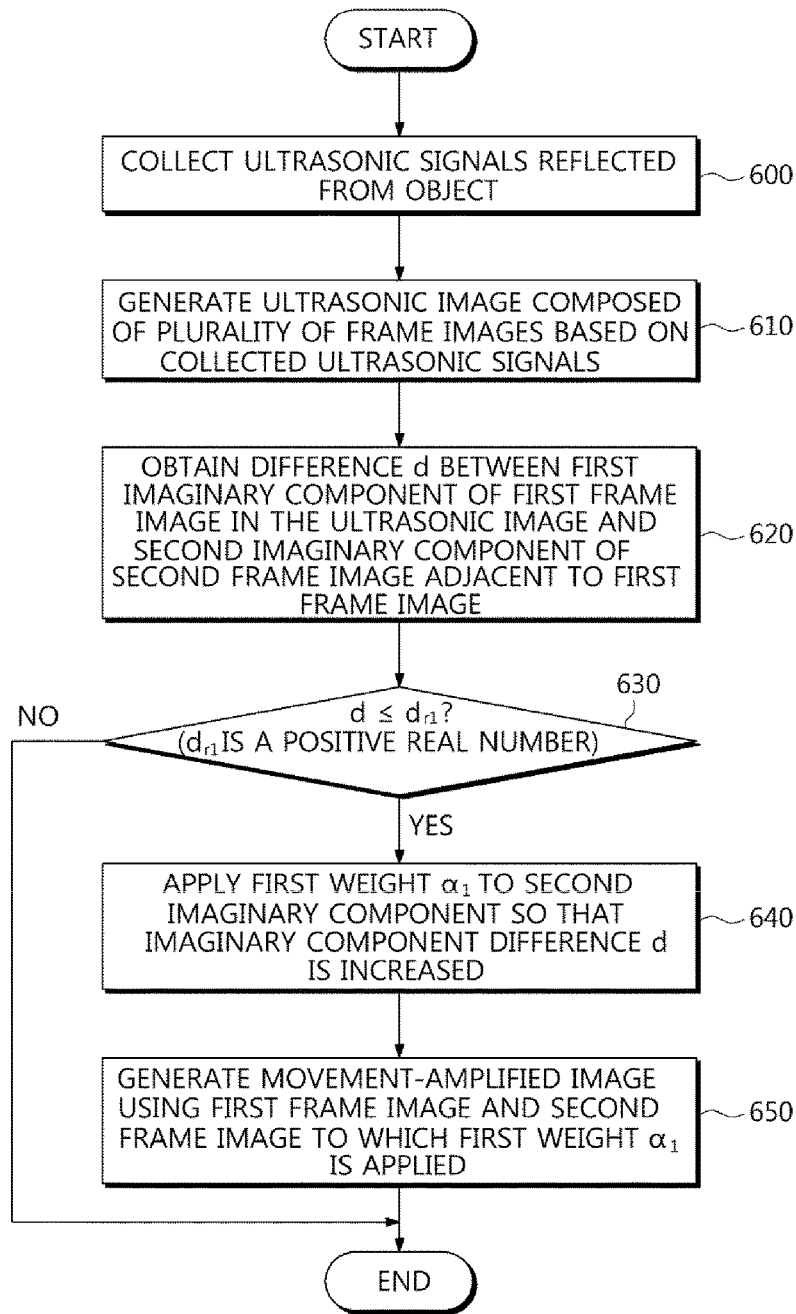 START
COLLECT ULTRASONIC SIGNALS REFLECTED
FROM OBJECT
600
GENERATE ULTRASONIC IMAGE COMPOSED
OF PLURALITY OF FRAME IMAGES BASED ON
COLLECTED ULTRASONIC SIGNALS
610
OBTAIN DIFFERENCE d BETWEEN FIRST
IMAGINARY COMPONENT OF FIRST FRAME
IMAGE IN THE ULTRASONIC IMAGE AND
SECOND IMAGINARY COMPONENT OF
SECOND FRAME IMAGE ADJACENT TO FIRST
FRAME IMAGE
620
630
NO
d ≤ d_r1?
(d_r1 IS A POSITIVE REAL NUMBER)
YES
APPLY FIRST WEIGHT α₁ TO SECOND
IMAGINARY COMPONENT SO THAT
IMAGINARY COMPONENT DIFFERENCE d
IS INCREASED
640
GENERATE MOVEMENT-AMPLIFIED IMAGE
USING FIRST FRAME IMAGE AND SECOND
FRAME IMAGE TO WHICH FIRST WEIGHT α₁
IS APPLIED
650
END